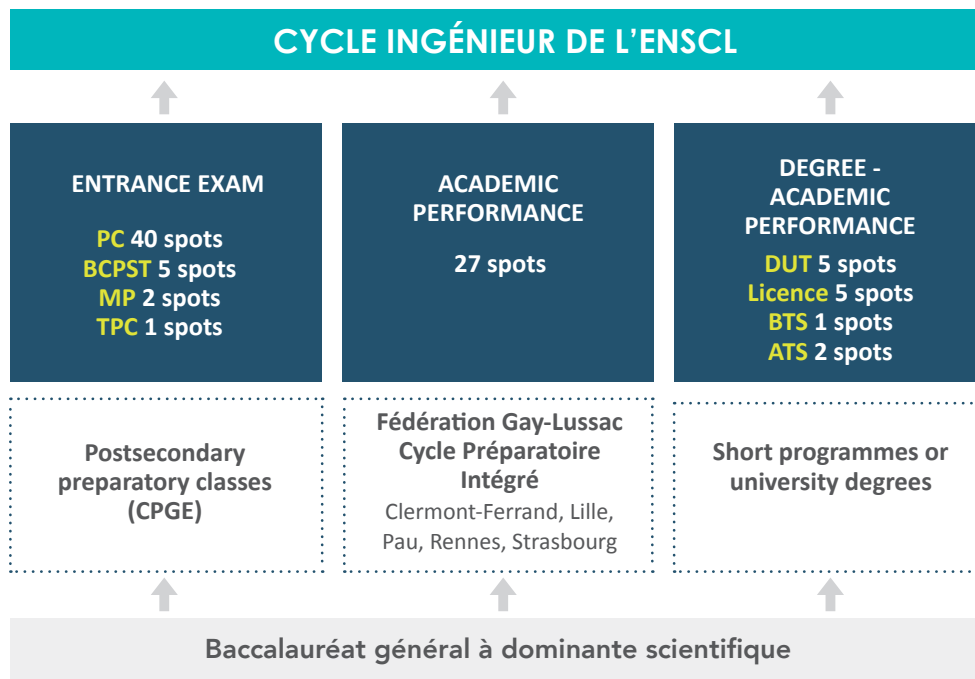 CYCLE INGÉNIEUR DE L'ENSCL
ENTRANCE EXAM
PC 40 spots
BCPST 5 spots
MP 2 spots
TPC 1 spots
ACADEMIC
PERFORMANCE
27 spots
DEGREE -
ACADEMIC
PERFORMANCE
DUT 5 spots
Licence 5 spots
BTS 1 spots
ATS 2 spots
Postsecondary
preparatory classes
(CPGE)
Fédération Gay-Lussac
Cycle Préparatoire
Intégré
Clermont-Ferrand, Lille,
Pau, Rennes, Strasbourg
Short programmes or
university degrees
Baccalauréat général à dominante scientifique